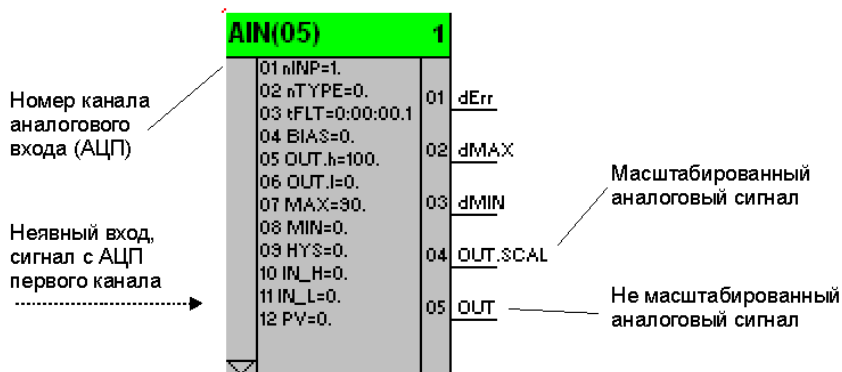 AIN(05) 1
01 nINP=1.
02 nTYPE=0.
03 tFLT=0:00:00.1
04 BIAS=0.
05 OUT.h=100.
06 OUT.l=0.
07 MAX=90.
08 MIN=0.
09 HYS=0.
10 IN_H=0.
11 IN_L=0.
12 PV=0.
01 dErr
02 dMAX
03 dMIN
04 OUT.SCAL
05 OUT
Номер канала
аналогового
входа (АЦП)
Неявный вход,
сигнал с АЦП
первого канала
Масштабированный
аналоговый сигнал
Не масштабированный
аналоговый сигнал